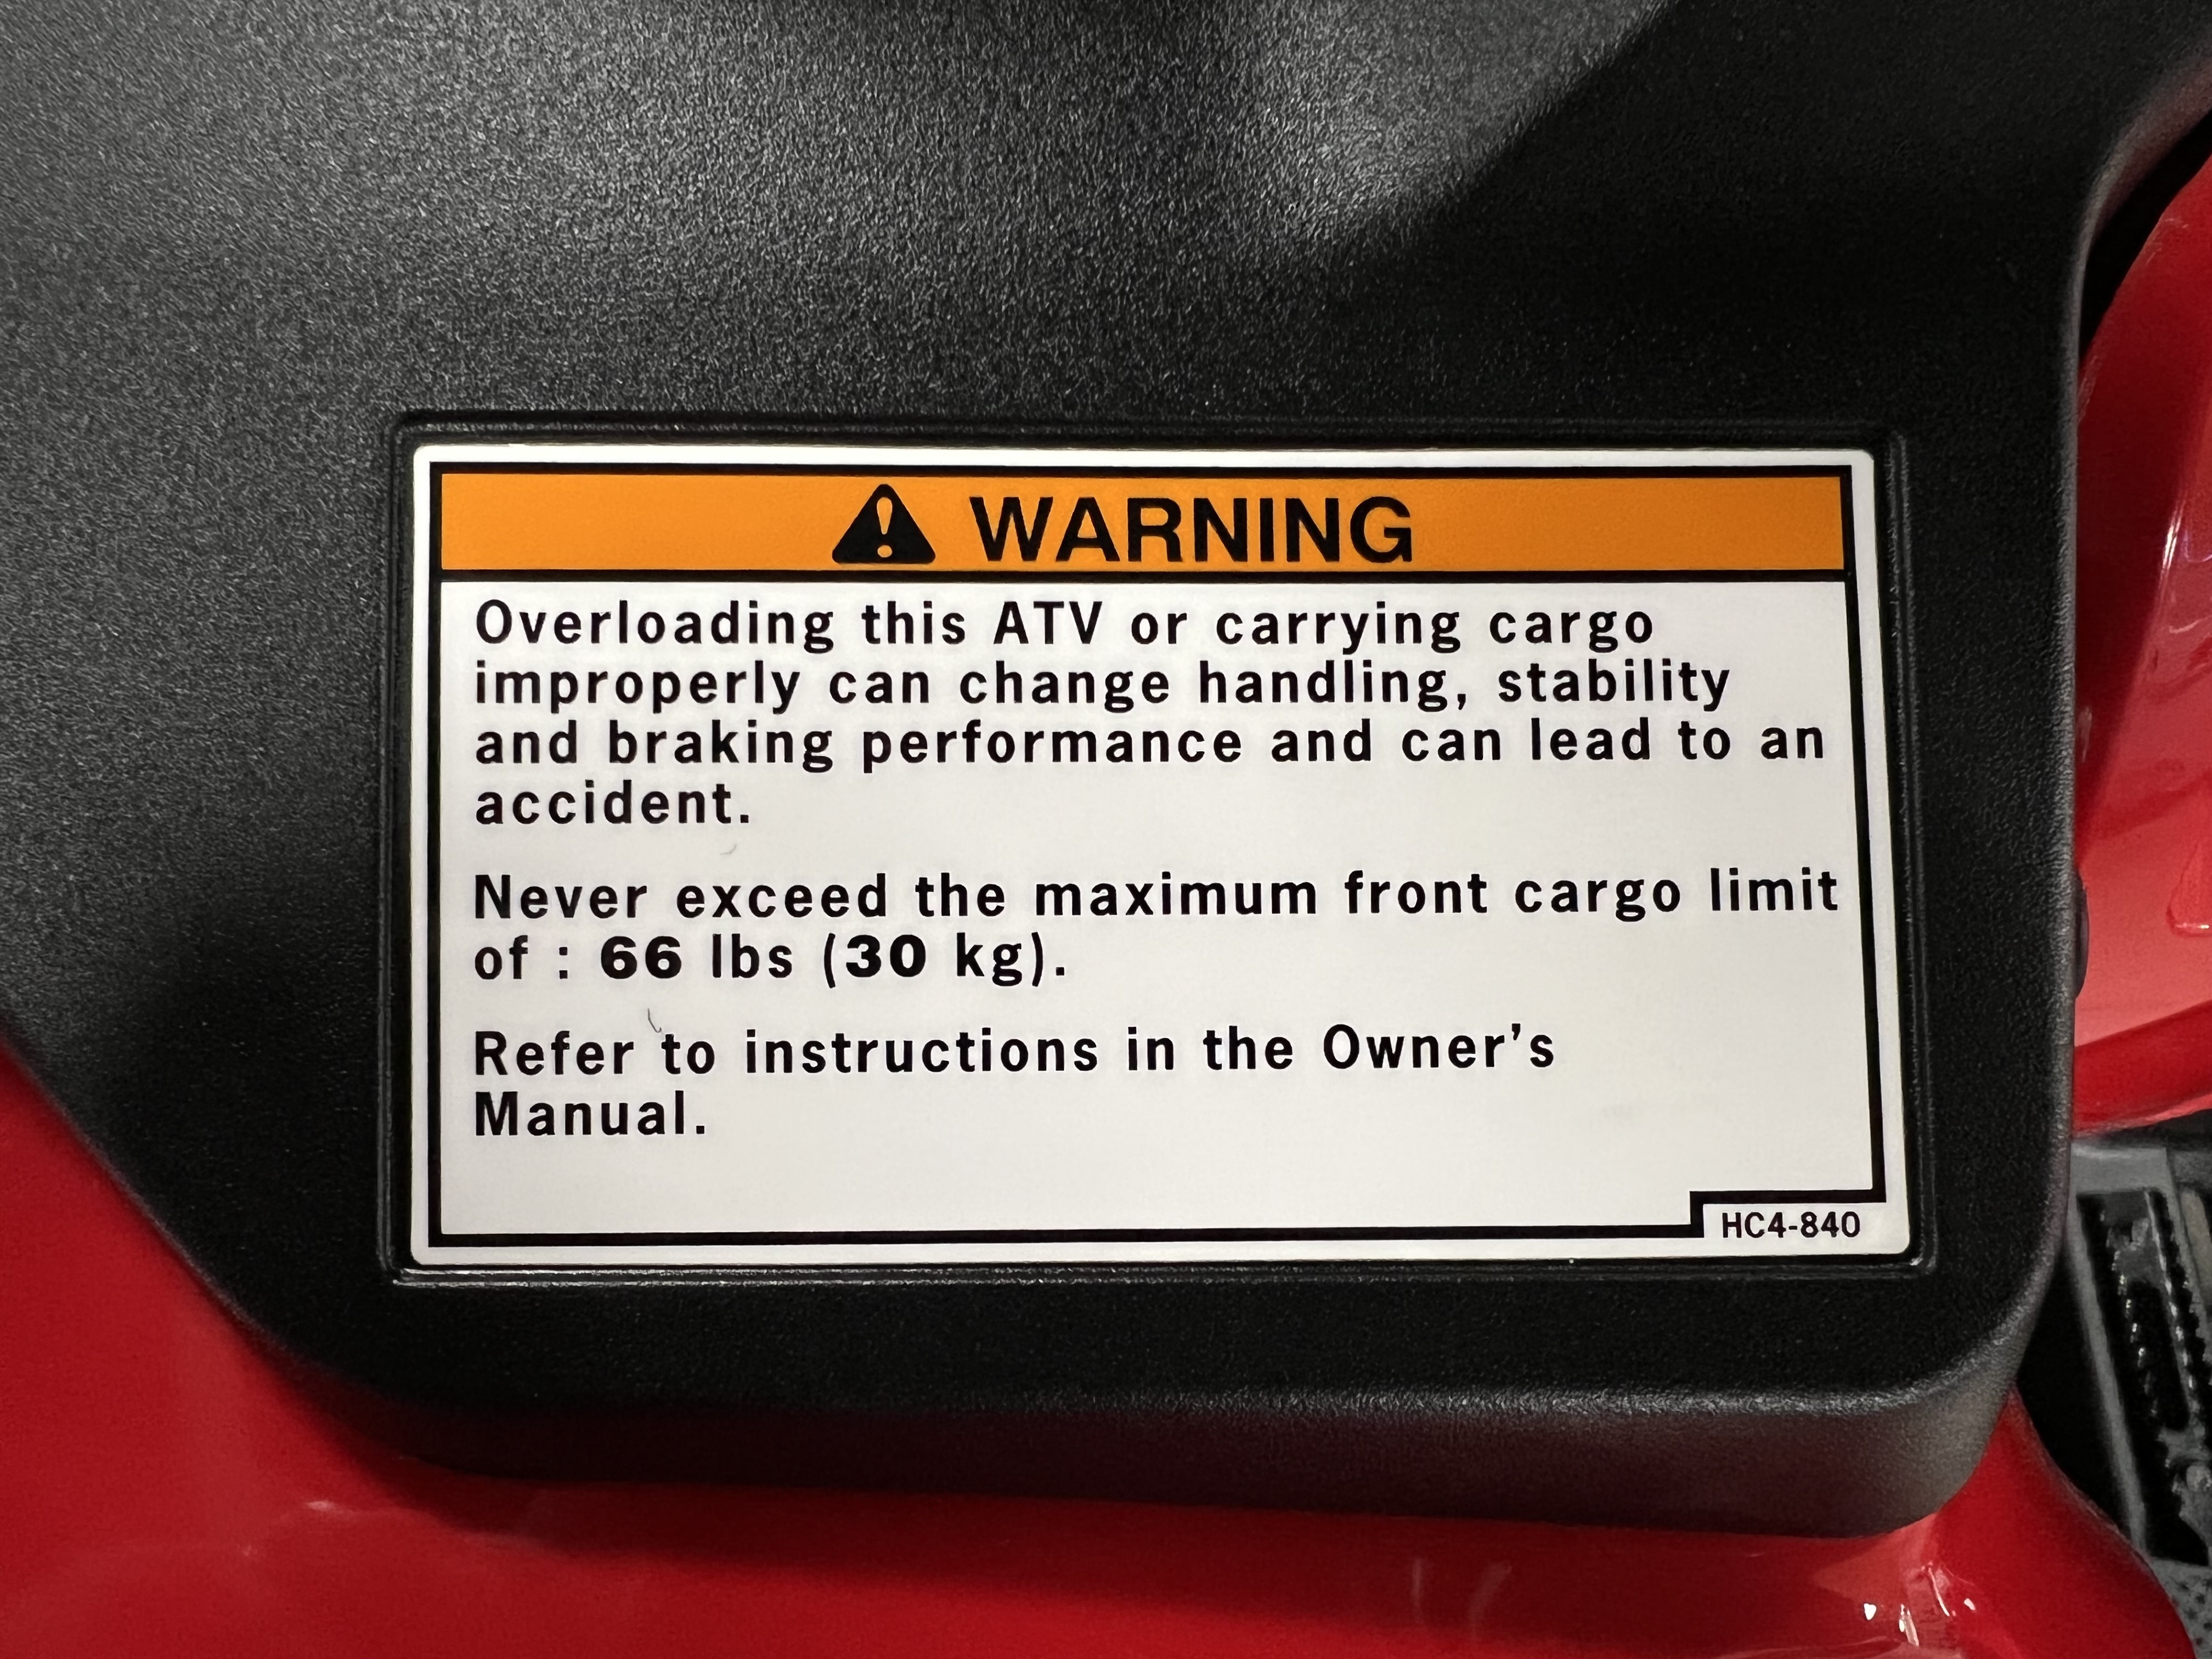 WARNING
Overloading this ATV or carrying cargo
improperly can change handling, stability
and braking performance and can lead to an
accident.
Never exceed the maximum front cargo limit
of : 66 lbs (30 kg).
Refer to instructions in the Owner's
Manual.
HC4-840